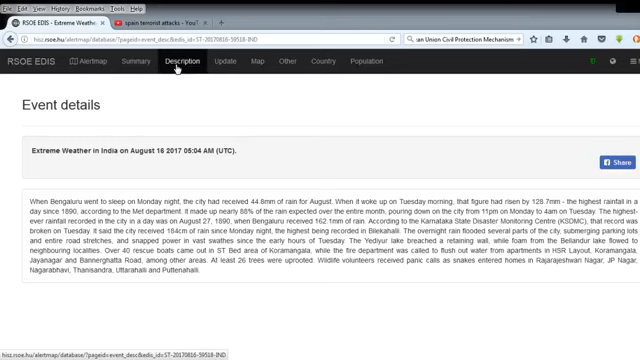 File Edit View History Bookmarks Tools Help
RSOE EDIS - Extreme Weather × spain terrorist attacks - YouT ×
hisz.rsoe.hu/alertmap/database/?pageid=event_desc&edis_id=ST-20170816-59518-IND
an Union Civil Protection Mechanism
RSOE EDIS Alertmap Summary Description Update Map Other Country Population
Event details
Extreme Weather in India on August 16 2017 05:04 AM (UTC).
Share
When Bengaluru went to sleep on Monday night, the city had received 44.8mm of rain for August. When it woke up on Tuesday morning, that figure had risen by 128.7mm - the highest rainfall in a
day since 1890, according to the Met department. It made up nearly 88% of the rain expected over the entire month, pouring down on the city from 11pm on Monday to 4am on Tuesday. The highest-
ever rainfall recorded in the city in a day was on August 27, 1890, when Bengaluru received 162.1mm of rain. According to the Karnataka State Disaster Monitoring Centre (KSDMC), that record was
broken on Tuesday. It said the city received 184cm of rain since Monday night, the highest being recorded in Bilekahalli. The overnight rain flooded several parts of the city, submerging parking lots
and entire road stretches, and snapped power in vast swathes since the early hours of Tuesday. The Yediyur lake breached a retaining wall, while foam from the Bellandur lake flowed to
neighbouring localities. Over 40 rescue boats came out in ST Bed area of Koramangala, while the fire department was called to flush out water from apartments in HSR Layout, Koramangala,
Jayanagar and Bannerghatta Road, among other areas. At least 26 trees were uprooted. Wildlife volunteers received panic calls as snakes entered homes in Rajarajeshwari Nagar, JP Nagar,
Nagarabhavi, Thanisandra, Uttarahalli and Puttenahalli.
hisz.rsoe.hu/alertmap/database/?pageid=event_desc&edis_id=ST-20170816-59518-IND